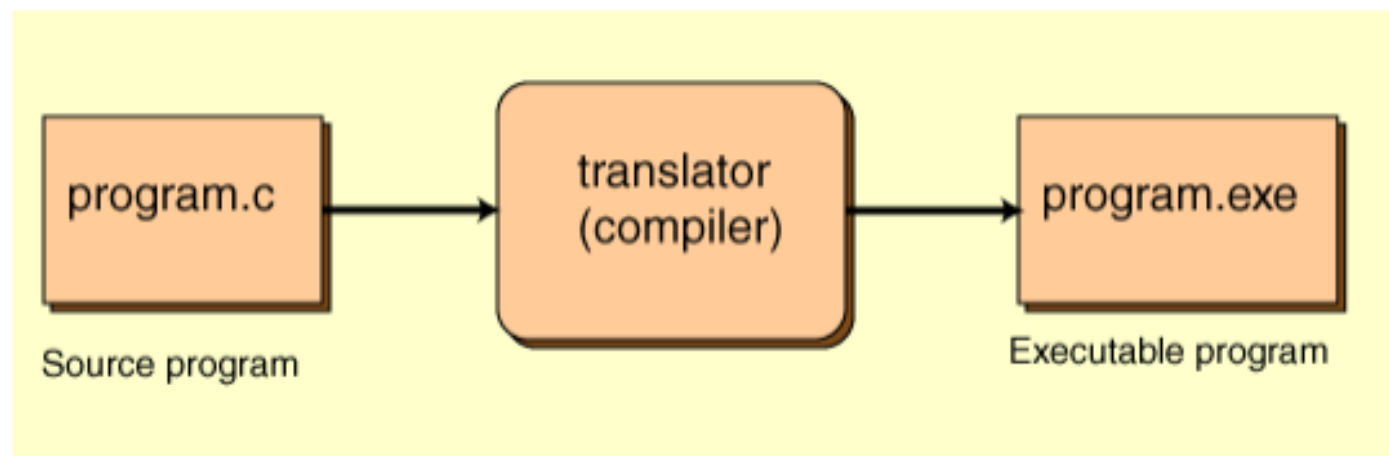 program.c
translator
(compiler)
program.exe
Source program
Executable program